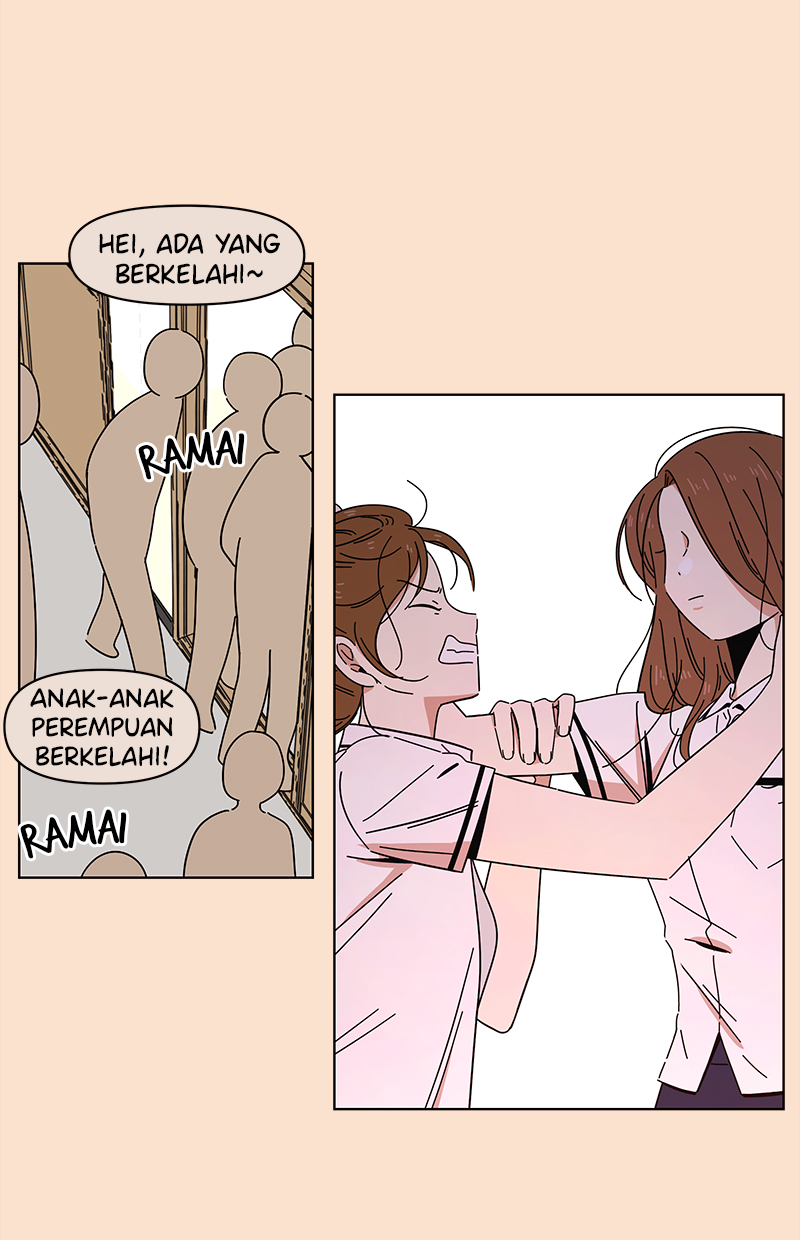 HEI, ADA YANG
BERKELAHI~
RAMAI
ANAK-ANAK
PEREMPUAN
BERKELAHI!
RAMAI